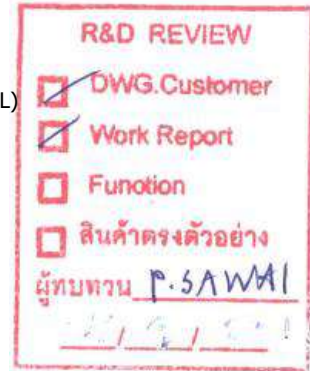 R&D REVIEW
L)
DWG.Customer
Work Report
Function
สินค้าตรงตัวอย่าง
ผู้ทบทวน P. SAWAI